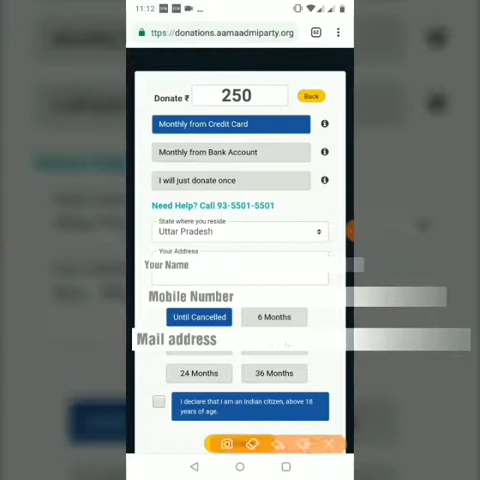 11:12
ttps://donations.aamaadmiparty.org
Donate ₹ 250 Back
Monthly from Credit Card
Monthly from Bank Account
I will just donate once
Need Help? Call 93-5501-5501
State where you reside
Uttar Pradesh
Your Address
Your Name
Mobile Number
Until Cancelled 6 Months
Mail address
24 Months 36 Months
I declare that i am an Indian citizen, above 18
years of age.